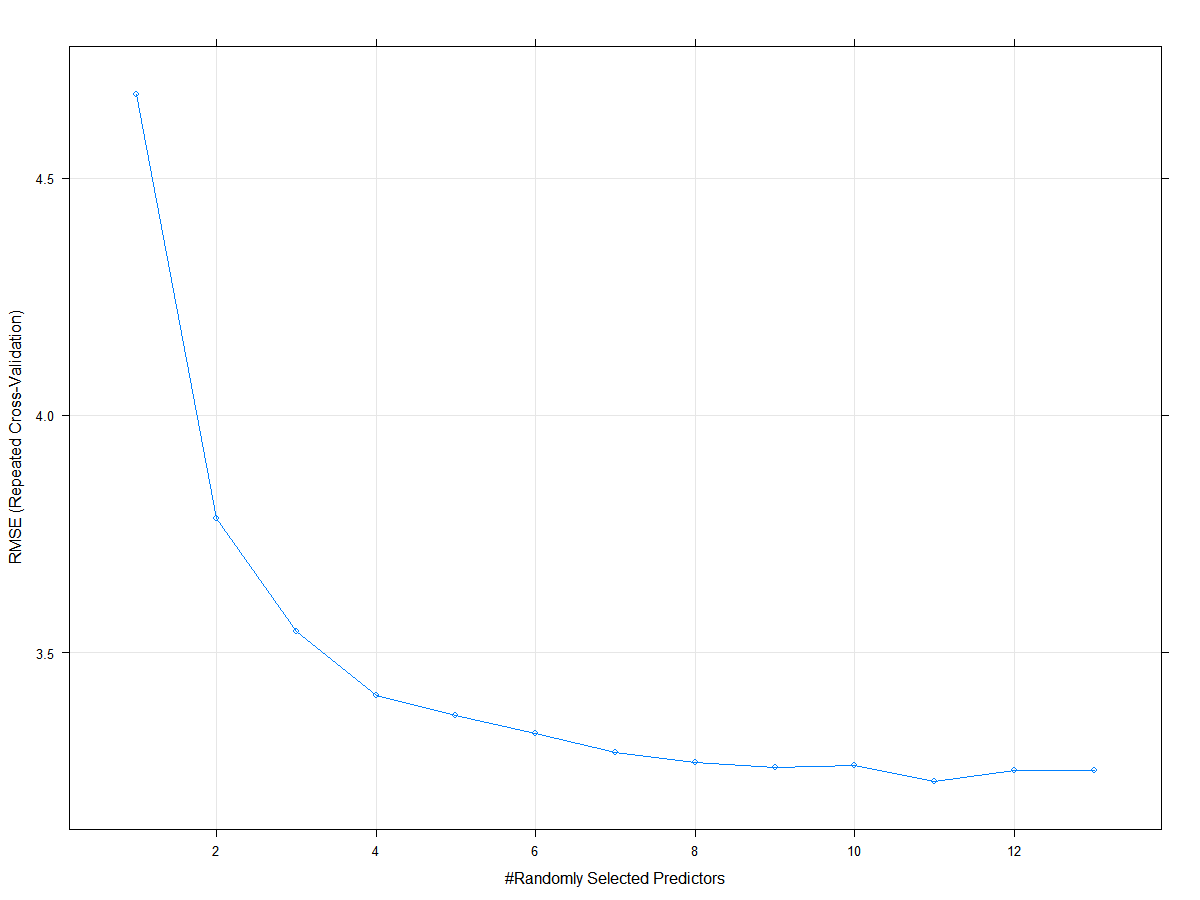 RMSE (Repeated Cross-Validation)
4.5
4.0
3.5
2 4 6 8 10 12
#Randomly Selected Predictors